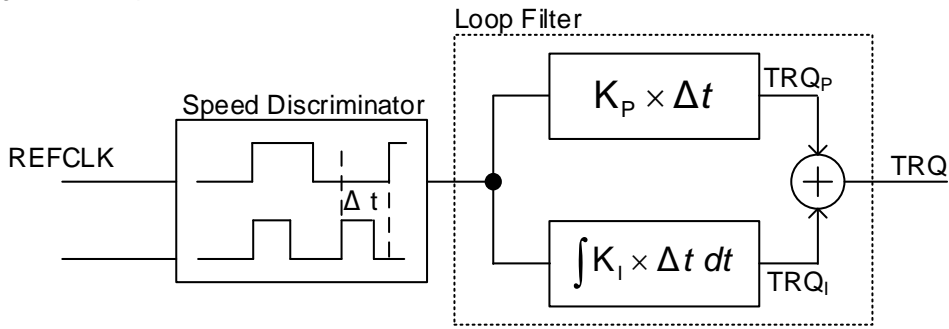 Loop Filter
Speed Discriminator
REFCLK
Δ t
K_P × Δt
TRQ_P
TRQ
∫K_I × Δt dt
TRQ_I